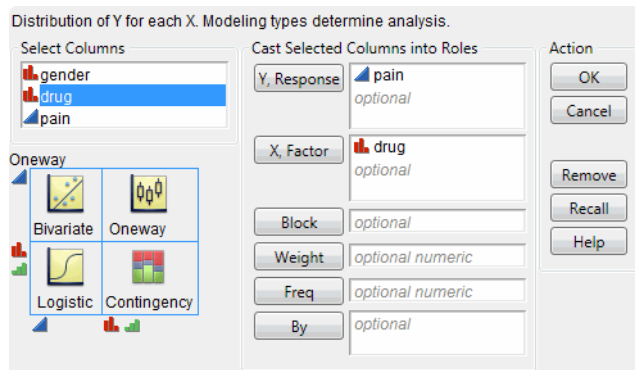 Distribution of Y for each X. Modeling types determine analysis.
Select Columns
gender
drug
pain
Oneway
Bivariate
Oneway
Logistic
Contingency
Cast Selected Columns into Roles
Y, Response
pain
optional
X, Factor
drug
optional
Block
optional
Weight
optional numeric
Freq
optional numeric
By
optional
Action
OK
Cancel
Remove
Recall
Help